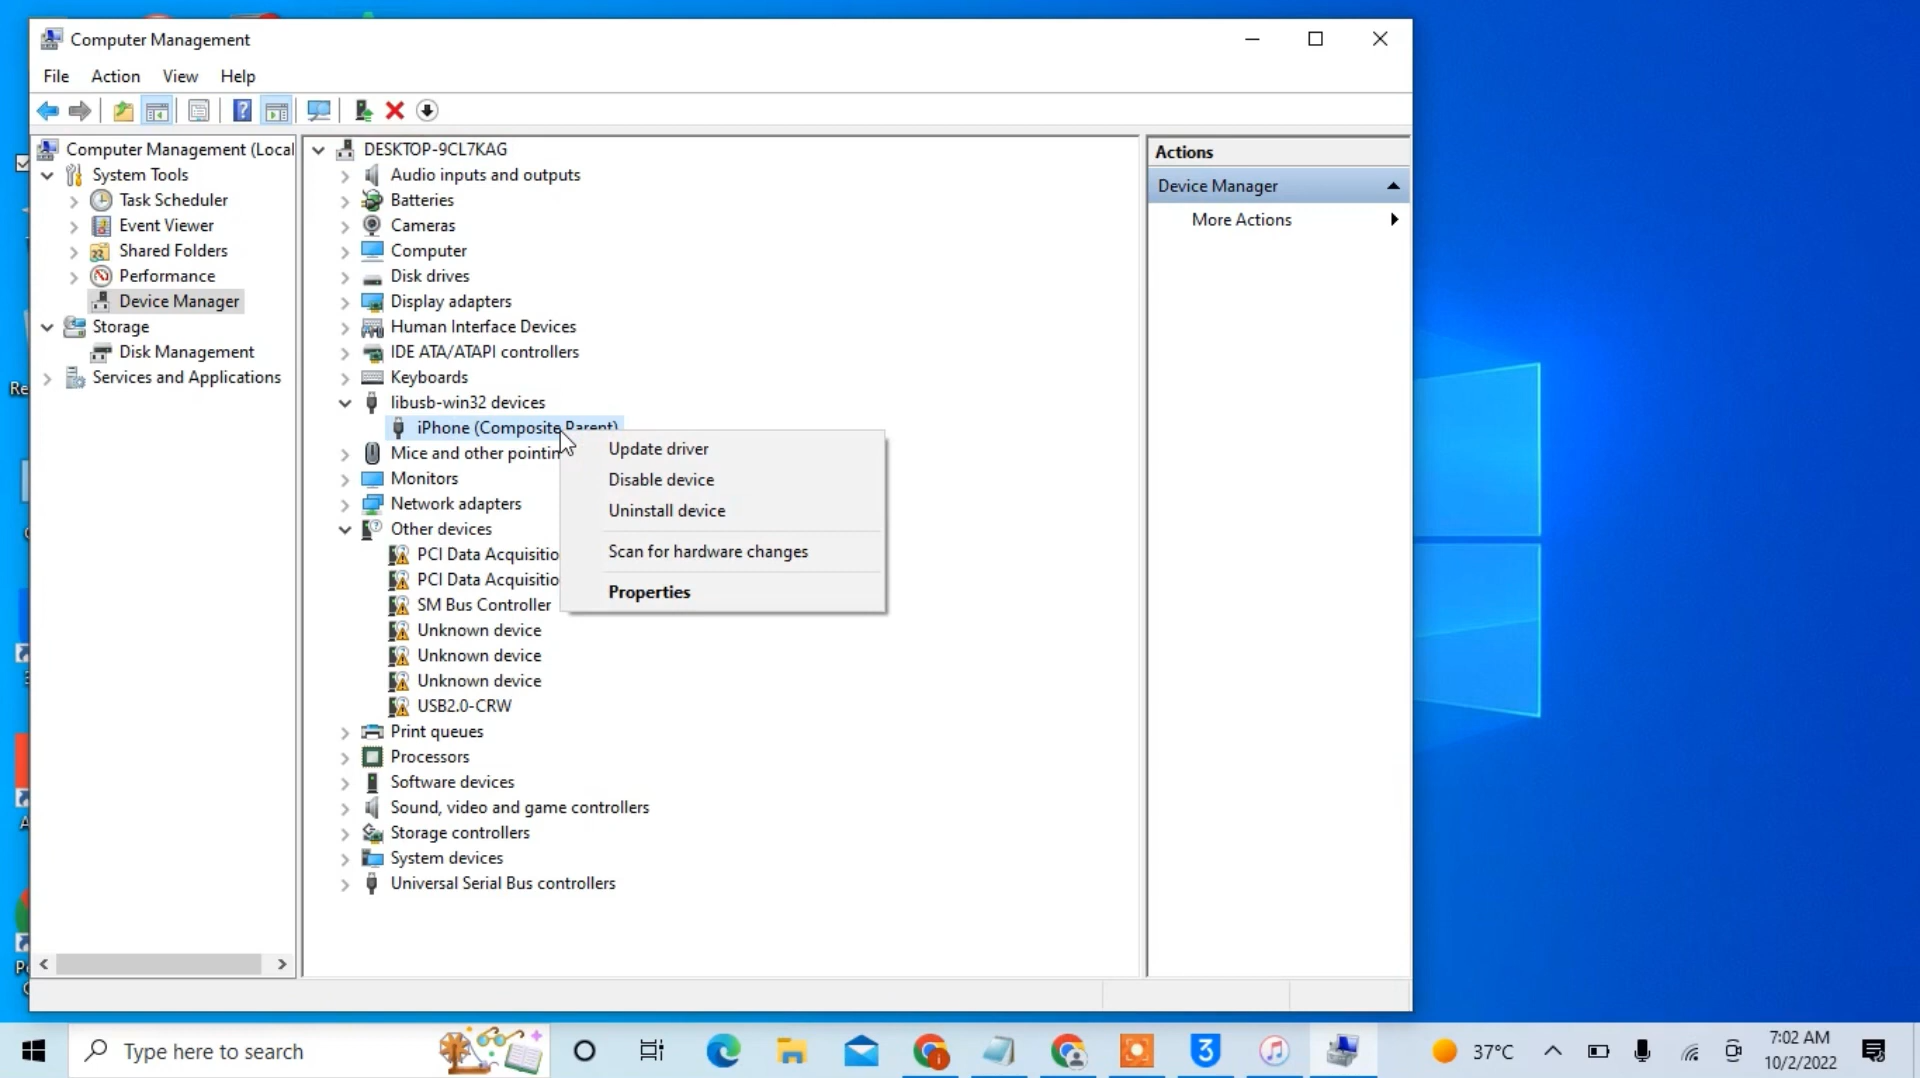 Computer Management
File Action View Help
Computer Management (Local
System Tools
Task Scheduler
Event Viewer
Shared Folders
Performance
Device Manager
Storage
Disk Management
Services and Applications
DESKTOP-9CL7KAG
Audio inputs and outputs
Batteries
Cameras
Computer
Disk drives
Display adapters
Human Interface Devices
IDE ATA/ATAPI controllers
Keyboards
libusb-win32 devices
iPhone (Composite Parent)
Mice and other pointin
Monitors
Network adapters
Other devices
PCI Data Acquisitio
PCI Data Acquisitio
SM Bus Controller
Unknown device
Unknown device
Unknown device
USB2.0-CRW
Print queues
Processors
Software devices
Sound, video and game controllers
Storage controllers
System devices
Universal Serial Bus controllers
Update driver
Disable device
Uninstall device
Scan for hardware changes
Properties
Actions
Device Manager
More Actions
Re
Type here to search
37°C
7:02 AM
10/2/2022